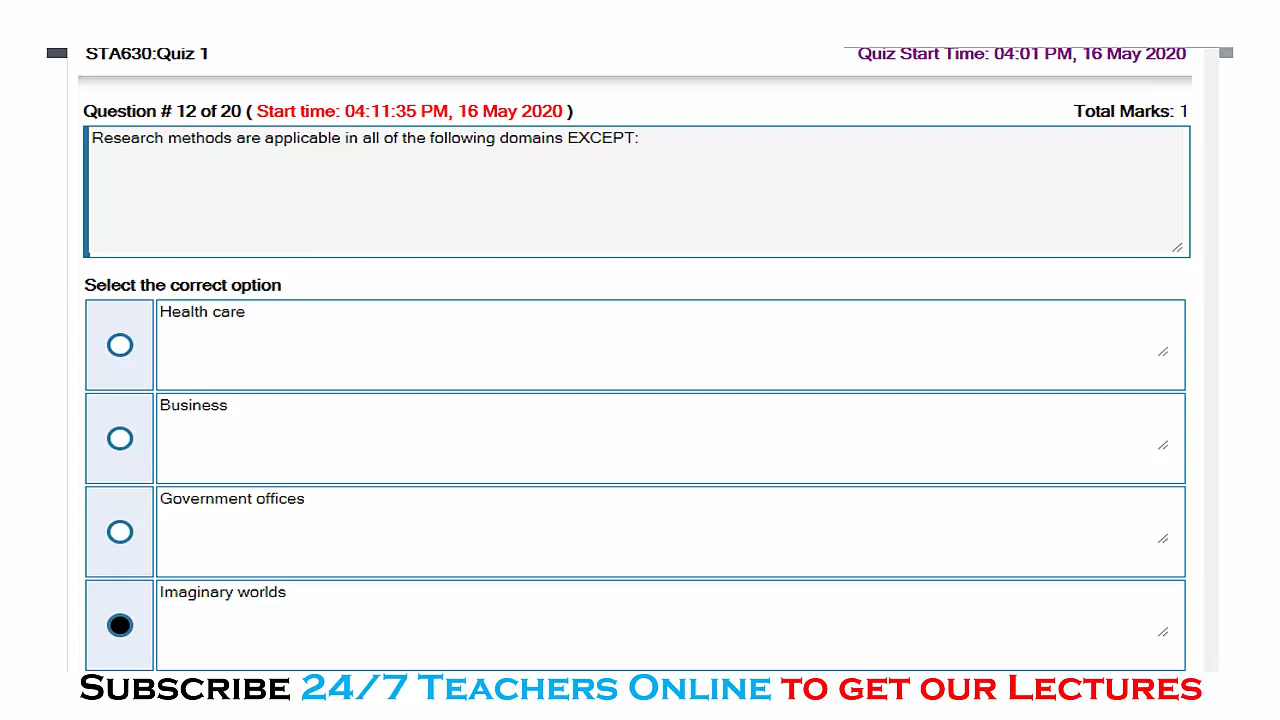 STA630:Quiz 1 Quiz Start Time: 04:01 PM, 16 May 2020
Question # 12 of 20 ( Start time: 04:11:35 PM, 16 May 2020 ) Total Marks: 1
Research methods are applicable in all of the following domains EXCEPT:
Select the correct option
Health care
Business
Government offices
Imaginary worlds
SUBSCRIBE 24/7 TEACHERS ONLINE TO GET OUR LECTURES